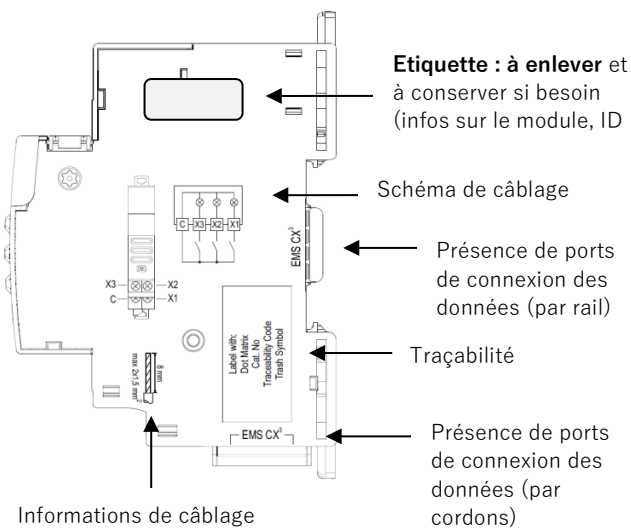 Etiquette : à enlever et
à conserver si besoin
(infos sur le module, ID
Schéma de câblage
C X3 X2 X1
EMS CX³
Présence de ports
de connexion des
données (par rail)
X3 X2
C X1
Label with:
Dot Matrix
Cat. No
Traceability Code
Trash Symbol
Traçabilité
8 mm
max 2x1,5 mm²
EMS CX³
Présence de ports
de connexion des
données (par
cordons)
Informations de câblage